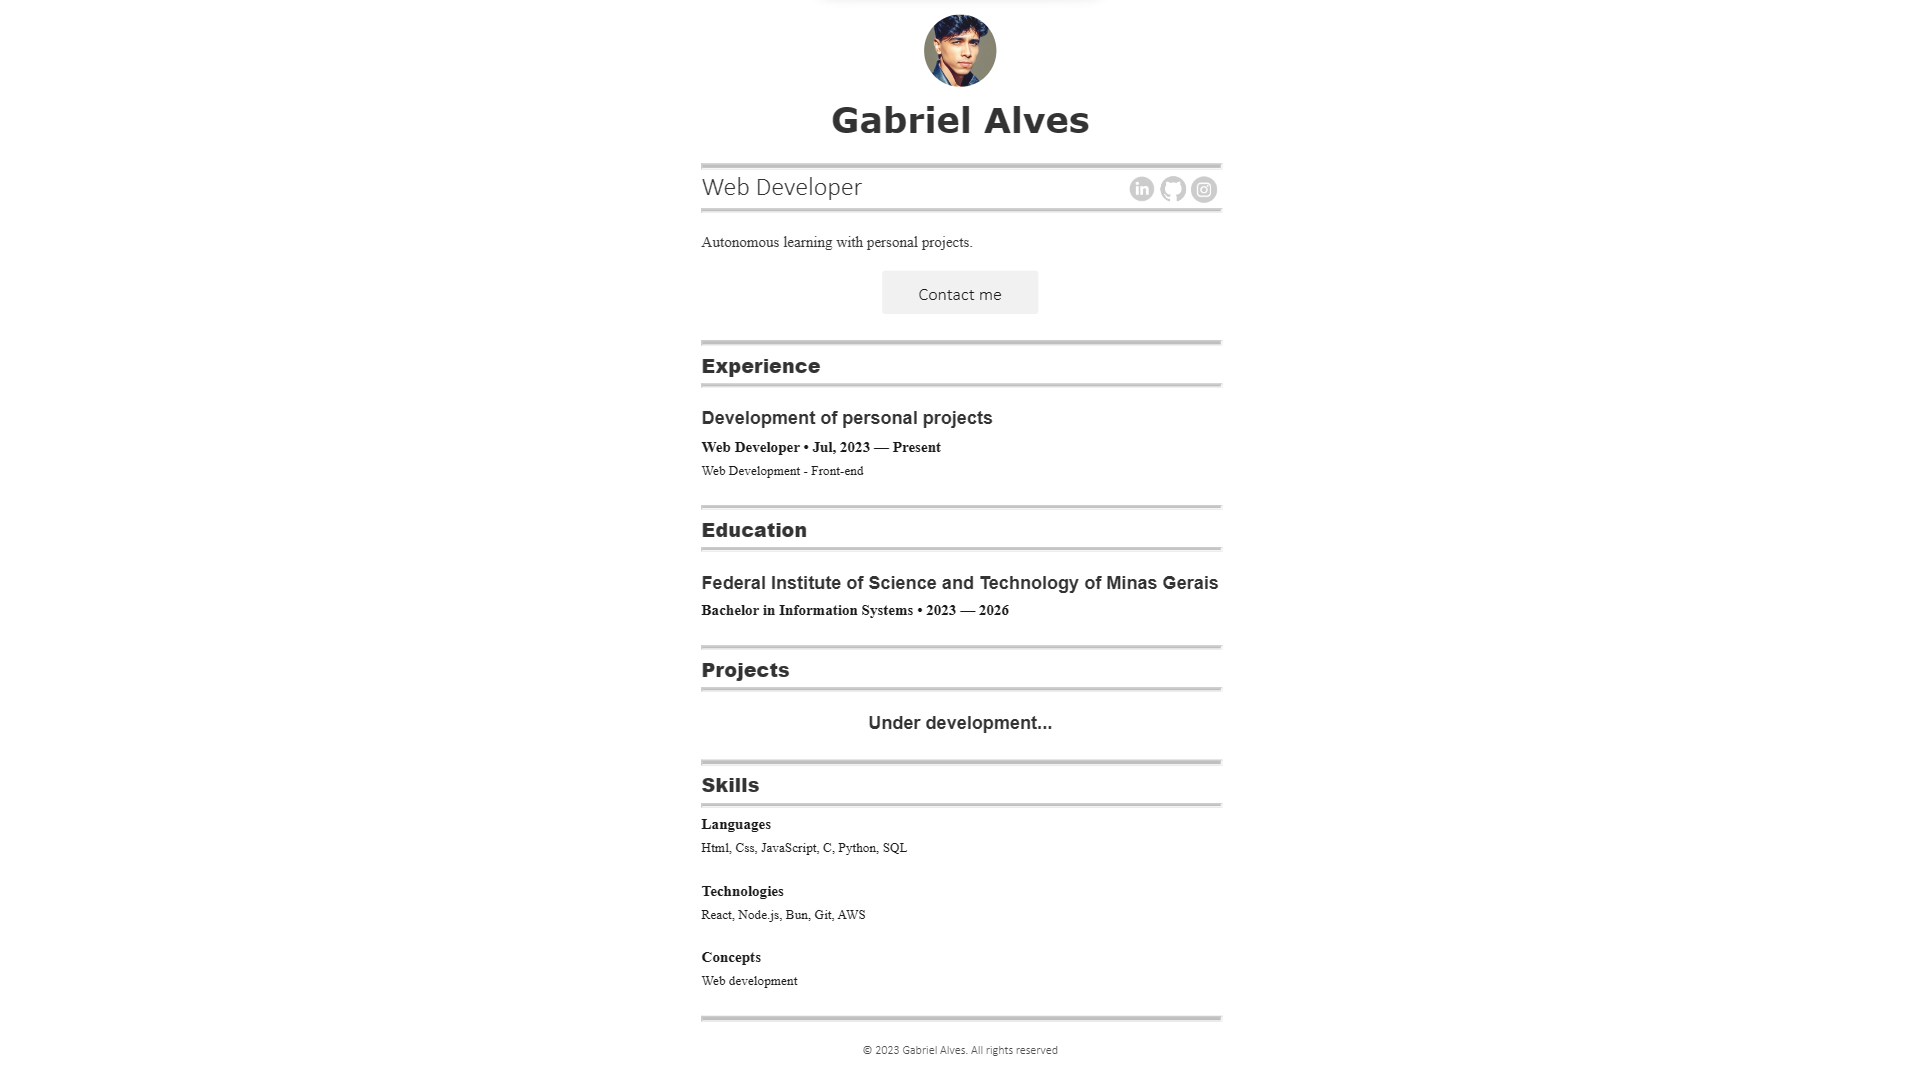 Gabriel Alves
Web Developer
Autonomous learning with personal projects.
Contact me
Experience
Development of personal projects
Web Developer • Jul, 2023 — Present
Web Development - Front-end
Education
Federal Institute of Science and Technology of Minas Gerais
Bachelor in Information Systems • 2023 — 2026
Projects
Under development...
Skills
Languages
Html, Css, JavaScript, C, Python, SQL
Technologies
React, Node.js, Bun, Git, AWS
Concepts
Web development
© 2023 Gabriel Alves. All rights reserved